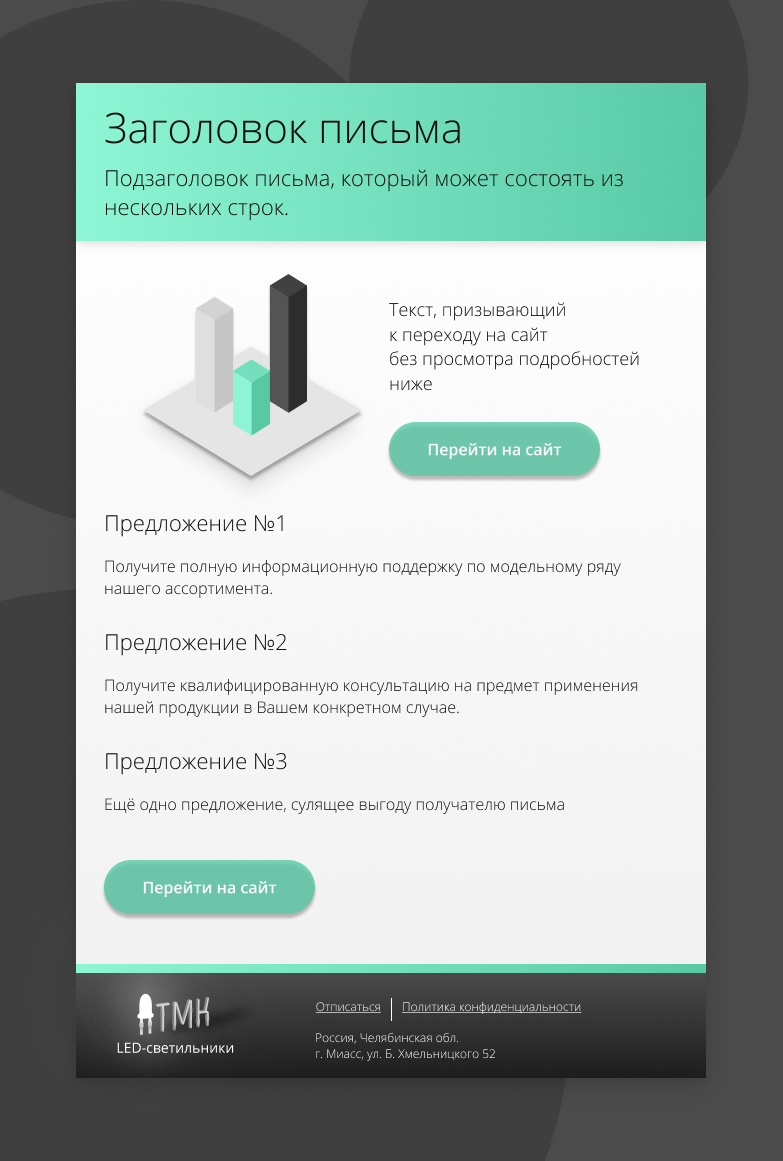 Заголовок письма
Подзаголовок письма, который может состоять из
нескольких строк.
Текст, призывающий
к переходу на сайт
без просмотра подробностей
ниже
Перейти на сайт
Предложение №1
Получите полную информационную поддержку по модельному ряду
нашего ассортимента.
Предложение №2
Получите квалифицированную консультацию на предмет применения
нашей продукции в Вашем конкретном случае.
Предложение №3
Ещё одно предложение, сулящее выгоду получателю письма
Перейти на сайт
ТМК
LED-светильники
Отписаться
Политика конфиденциальности
Россия, Челябинская обл.
г. Миасс, ул. Б. Хмельницкого 52